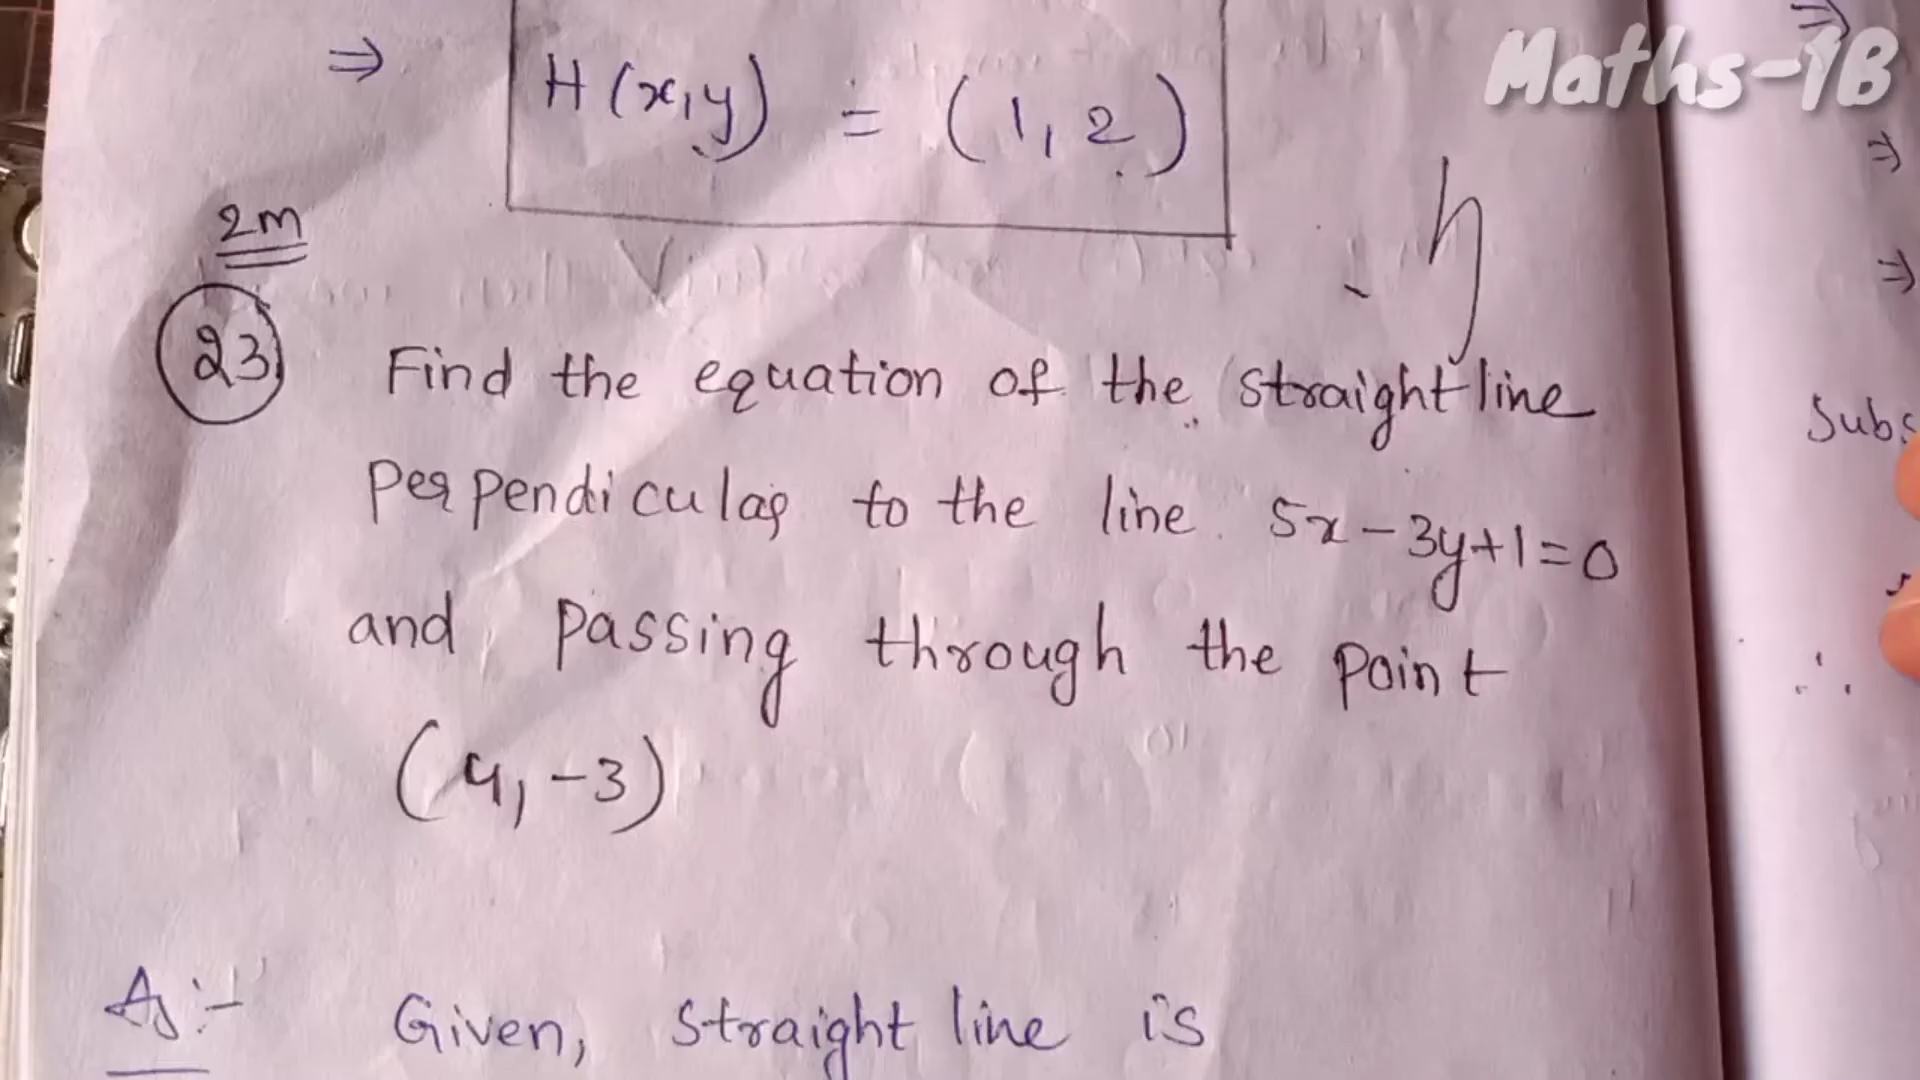 Maths-1B
⇒ H(x,y) = (1,2)
2m
23 Find the equation of the straight line
perpendicular to the line 5x-3y+1=0
and passing through the point
(4,-3)
Subs
∴
A:- Given, straight line is